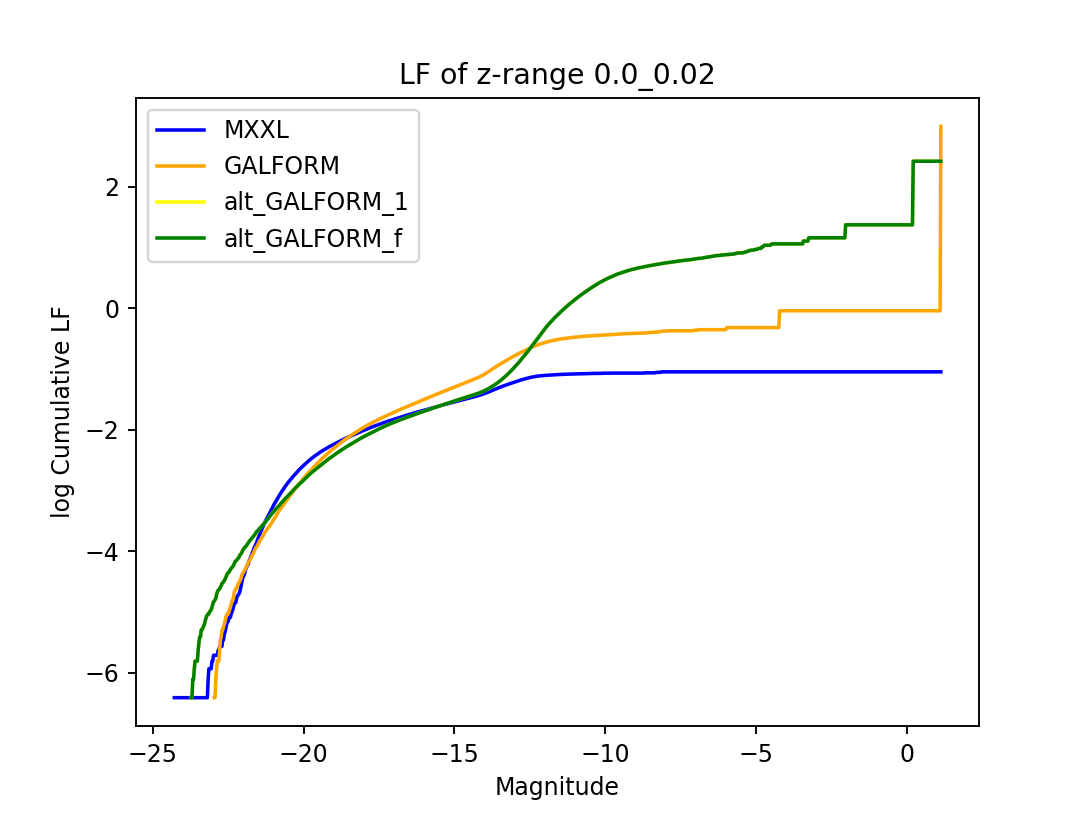 LF of z-range 0.0_0.02
MXXL
GALFORM
alt_GALFORM_1
alt_GALFORM_f
log Cumulative LF
2
0
−2
−4
−6
−25
−20
−15
−10
−5
0
Magnitude